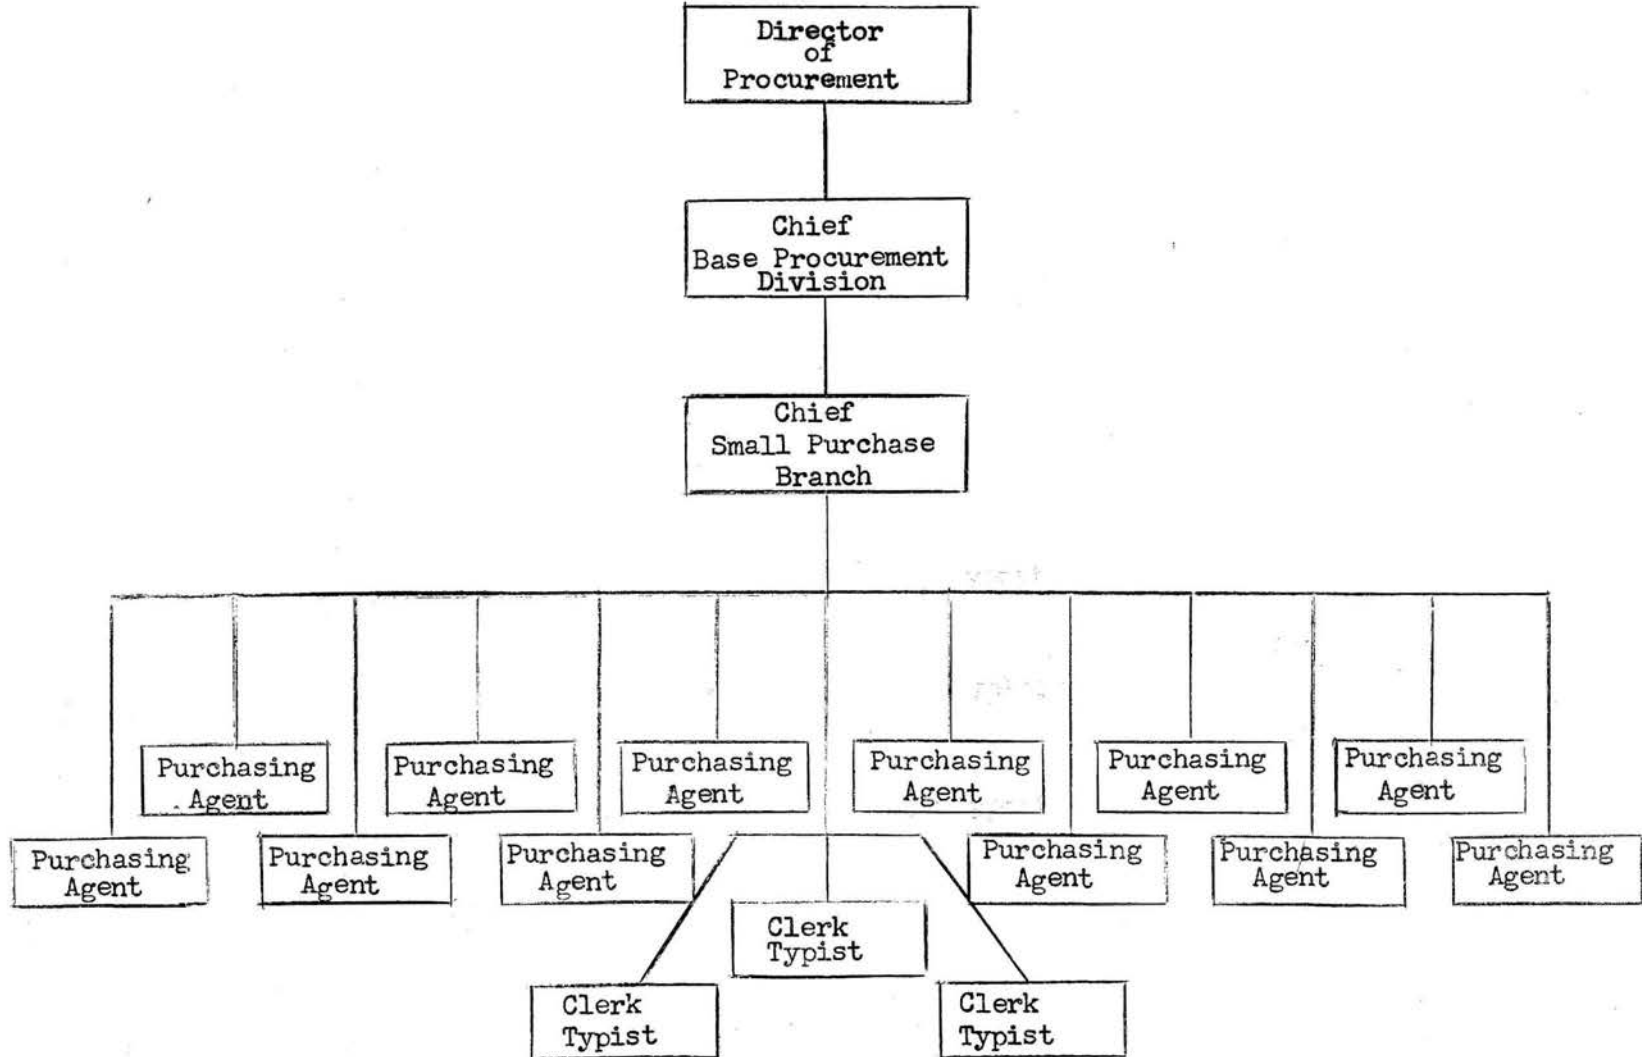 Director
of
Procurement
Chief
Base Procurement
Division
Chief
Small Purchase
Branch
Purchasing
Agent
Purchasing
Agent
Purchasing
Agent
Purchasing
Agent
Purchasing
Agent
Purchasing
Agent
Purchasing
Agent
Purchasing
Agent
Purchasing
Agent
Purchasing
Agent
Purchasing
Agent
Purchasing
Agent
Clerk
Typist
Clerk
Typist
Clerk
Typist